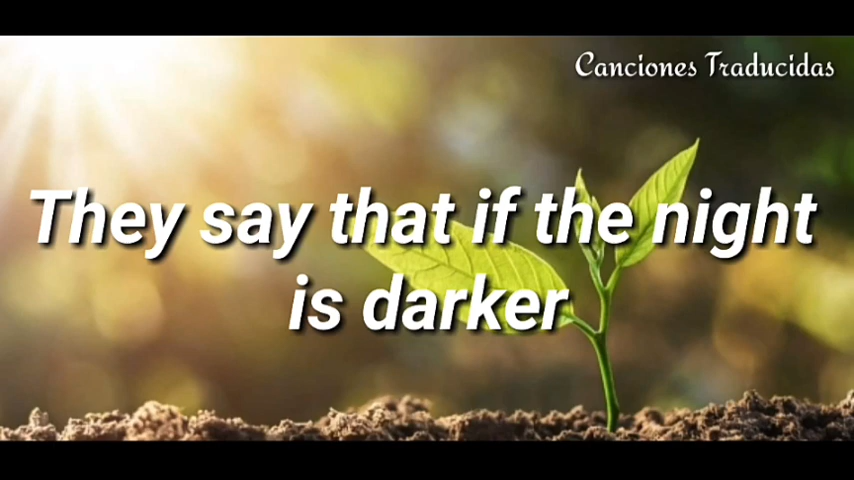 Canciones Traducidas
They say that if the night
is darker